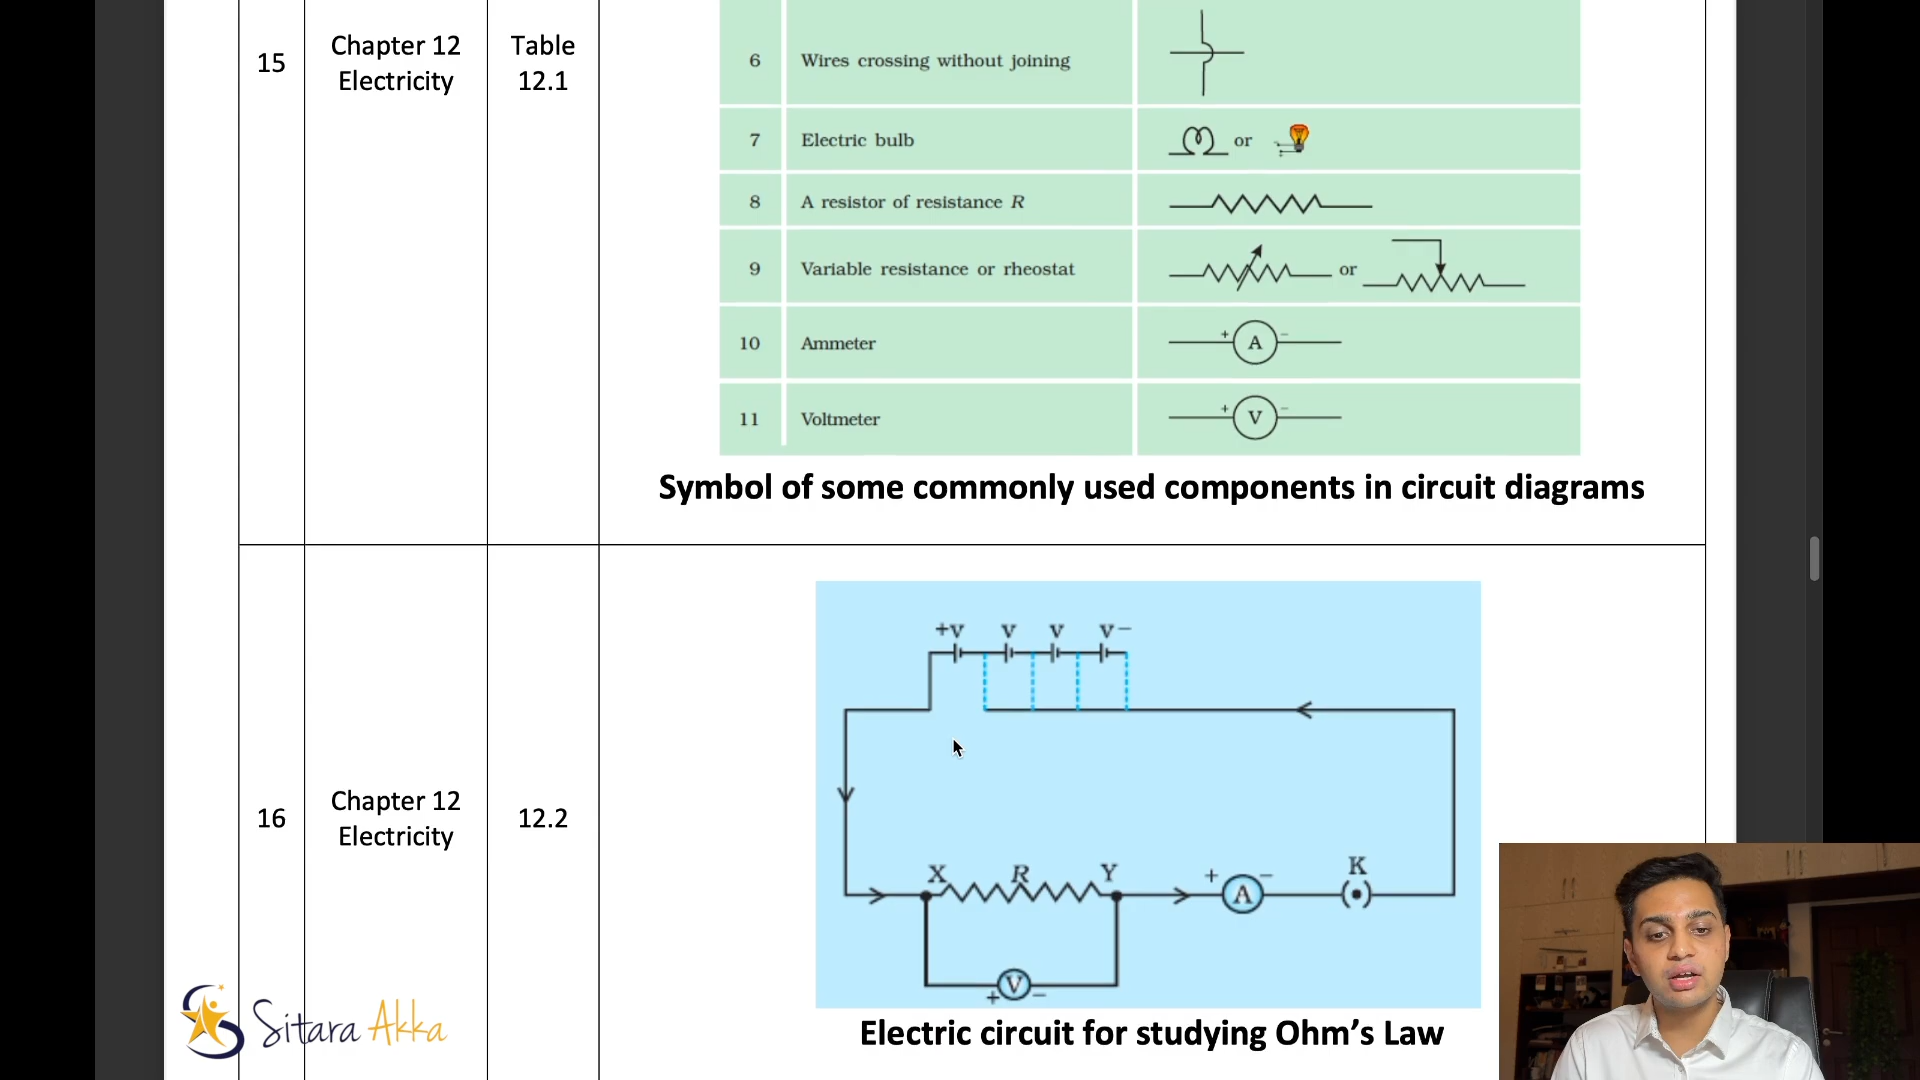 15
Chapter 12
Electricity
Table
12.1
6 Wires crossing without joining
7 Electric bulb or
8 A resistor of resistance R
9 Variable resistance or rheostat or
10 Ammeter + A −
11 Voltmeter + V −
Symbol of some commonly used components in circuit diagrams
16
Chapter 12
Electricity
12.2
+v v v v−
X R Y + A − K
+ V −
Electric circuit for studying Ohm’s Law
Sitara Akka